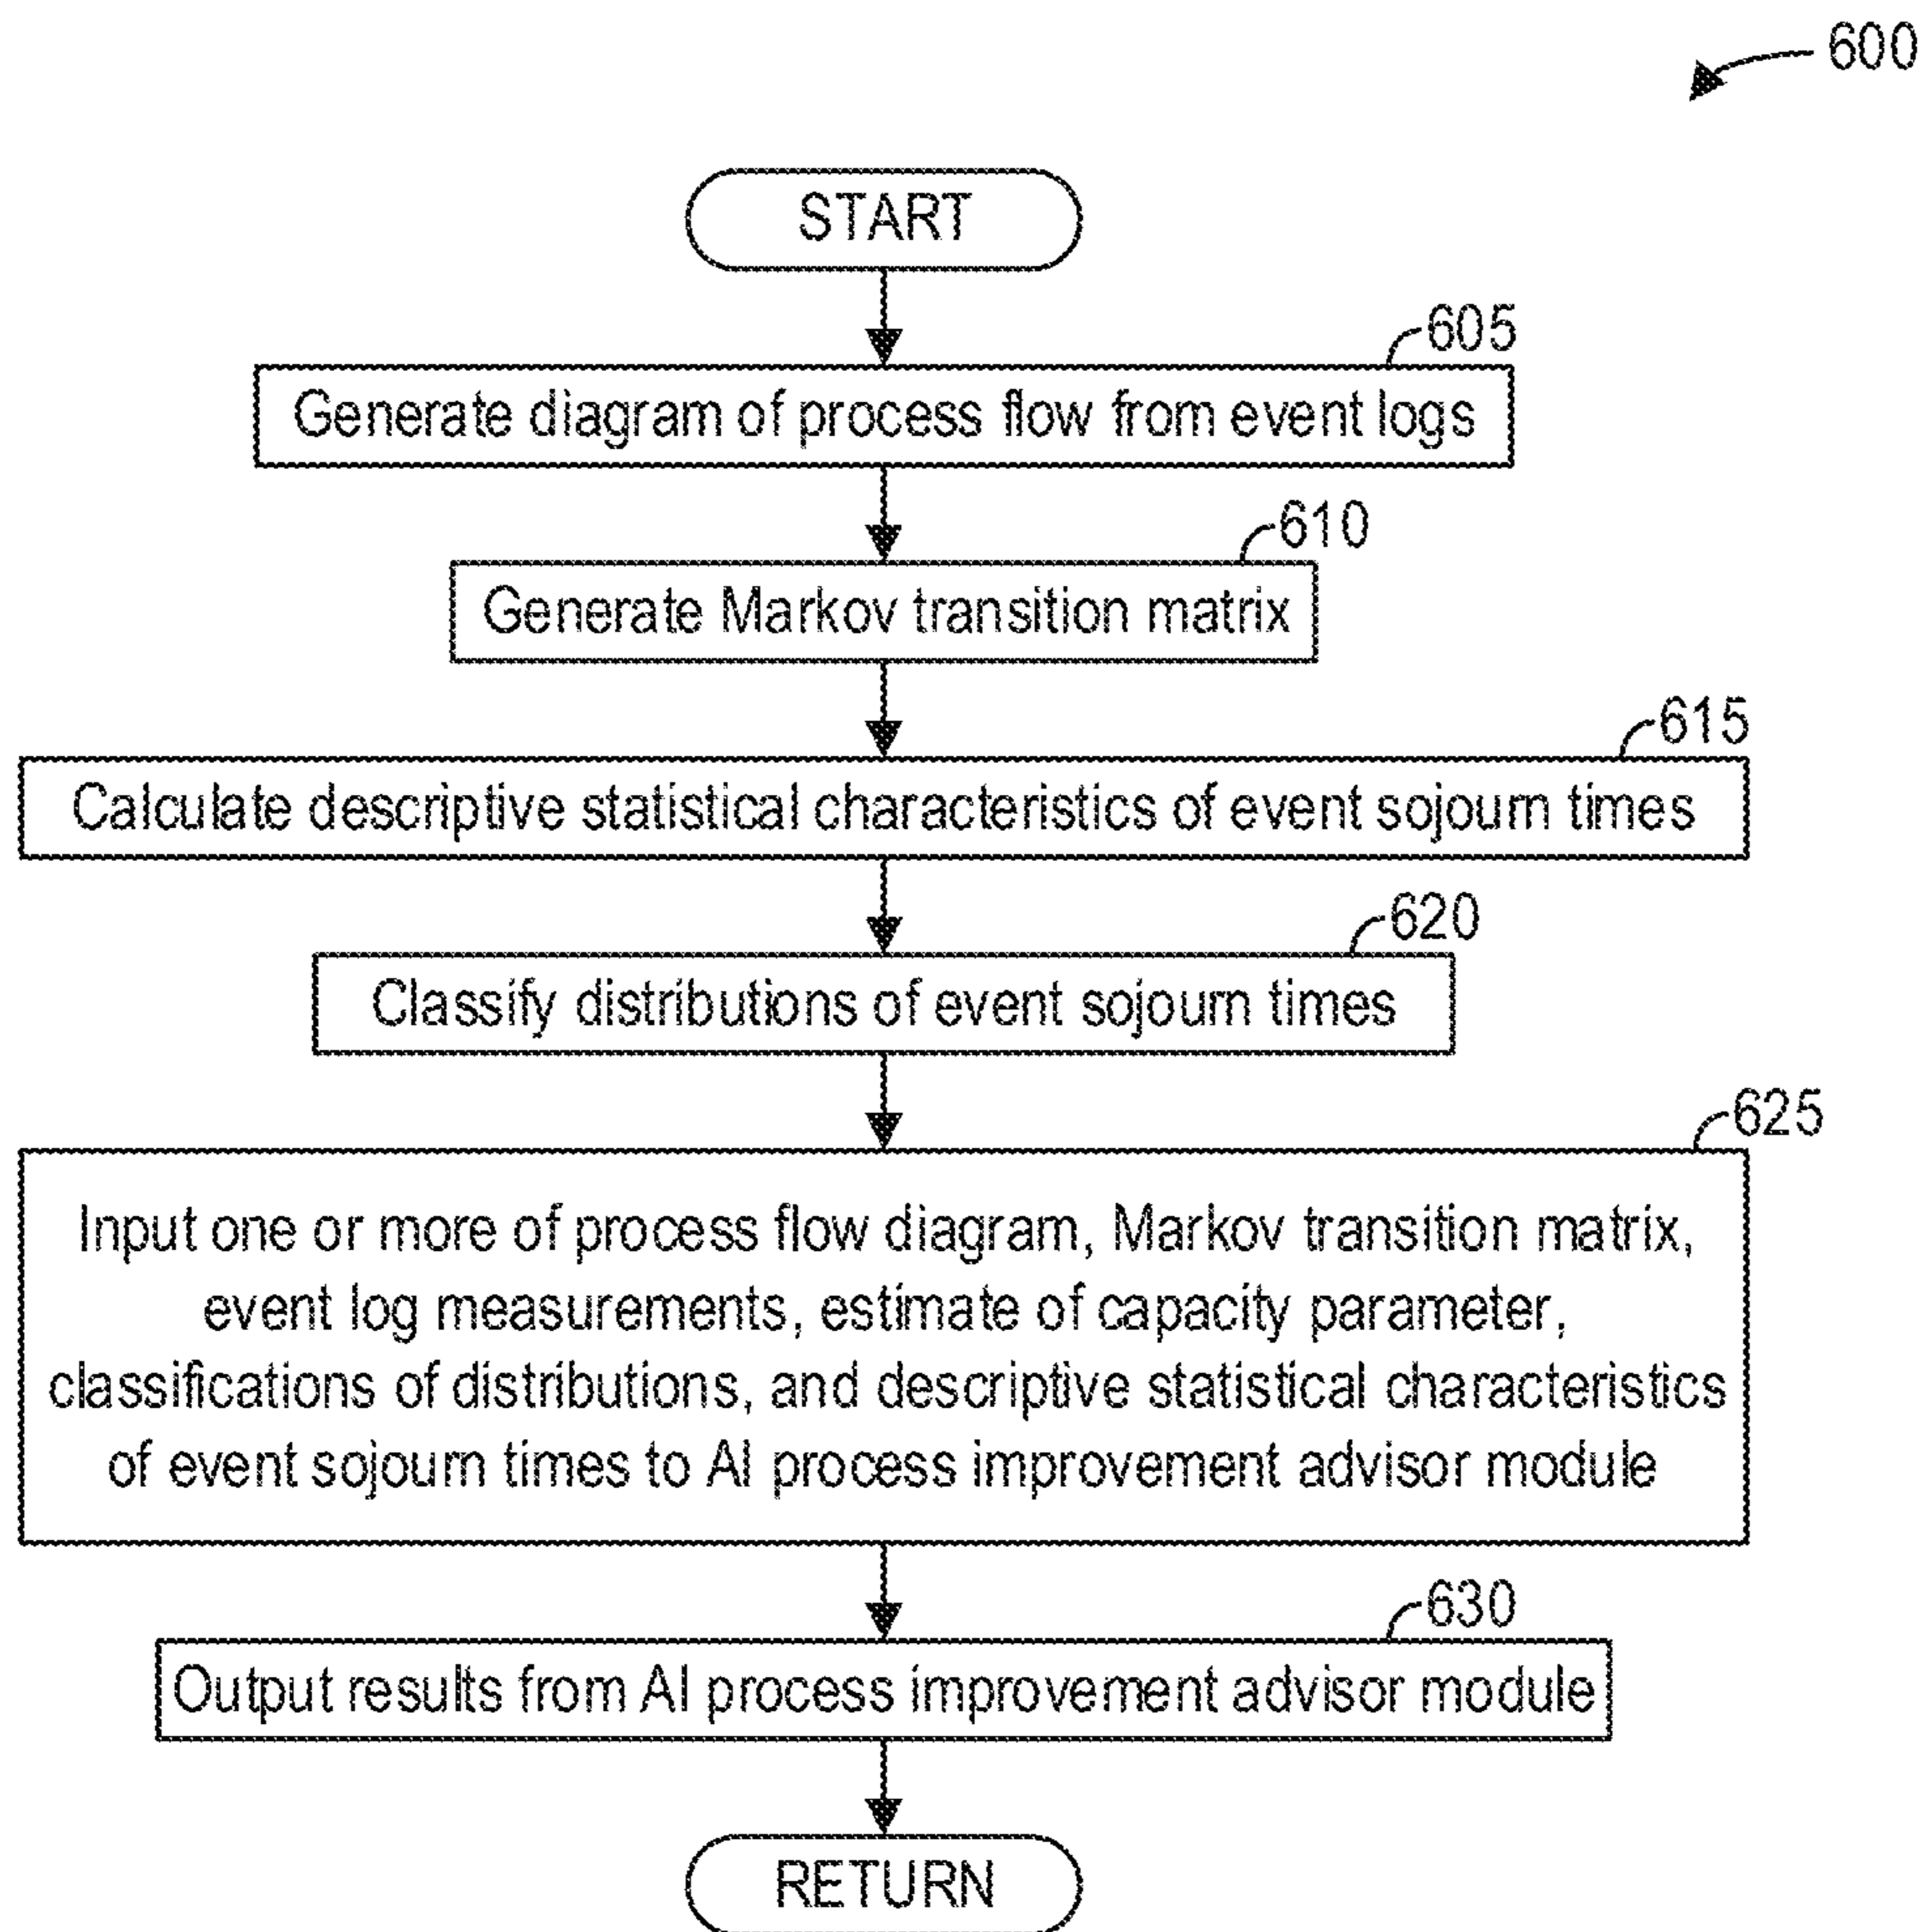 600
START
605
Generate diagram of process flow from event logs
610
Generate Markov transition matrix
615
Calculate descriptive statistical characteristics of event sojourn times
620
Classify distributions of event sojourn times
625
Input one or more of process flow diagram, Markov transition matrix,
event log measurements, estimate of capacity parameter,
classifications of distributions, and descriptive statistical characteristics
of event sojourn times to AI process improvement advisor module
630
Output results from AI process improvement advisor module
RETURN